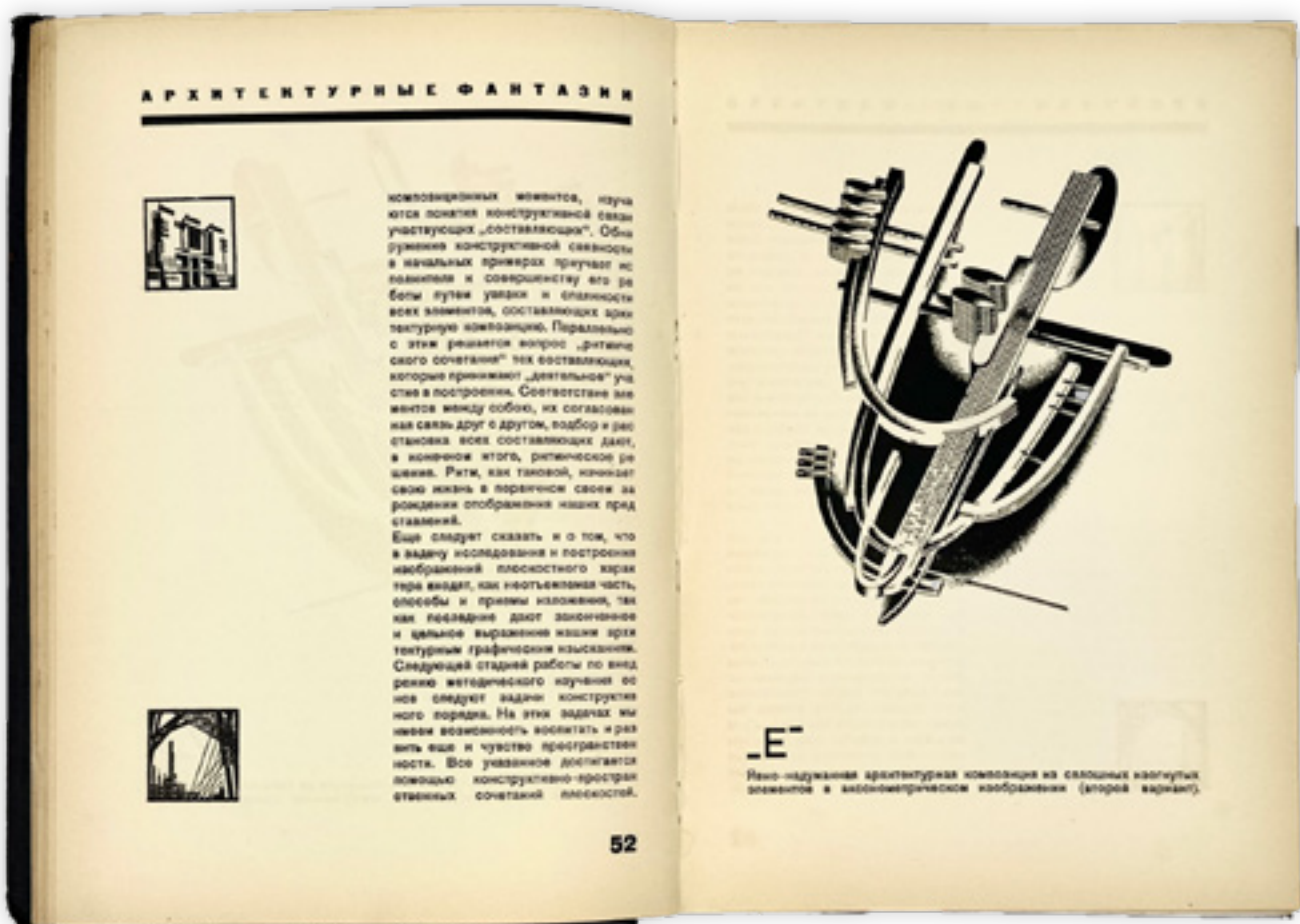 АРХИТЕКТУРНЫЕ ФАНТАЗИИ
композиционных моментов, изуча
ются понятия конструктивной связи
участвующих „составляющих“. Обна
ружение конструктивной связности
в начальных примерах приучает ис
полнителя к совершенству его ра
боты путем увязки и спаянности
всех элементов, составляющих архи
тектурную композицию. Параллельно
с этим решается вопрос „ритмиче
ского сочетания“ тех составляющих,
которые принимают „деятельное“ уча
стие в построении. Соответствие эле
ментов между собою, их согласован
ная связь друг с другом, подбор и рас
становка всех составляющих дают,
в конечном итоге, ритмическое ре
шение. Ритм, как таковой, начинает
свою жизнь в первичном своем за
рождении отображения наших пред
ставлений.
Еще следует сказать и о том, что
в задачу исследования и построения
изображений плоскостного харак
тера входят, как неотъемлемая часть,
способы и приемы изложения, так
как последние дают законченное
и цельное выражение нашим архи
тектурным графическим изысканиям.
Следующей стадией работы по внед
рению методического изучения ос
нов следуют задачи конструктив
ного порядка. На этих задачах мы
имеем возможность воспитать и раз
вить еще и чувство пространствен
ности. Все указанное достигается
помощью конструктивно-простран
ственных сочетаний плоскостей.
52
„Е“
Явно-надуманная архитектурная композиция из сплошных изогнутых
элементов в аксонометрическом изображении (второй вариант).